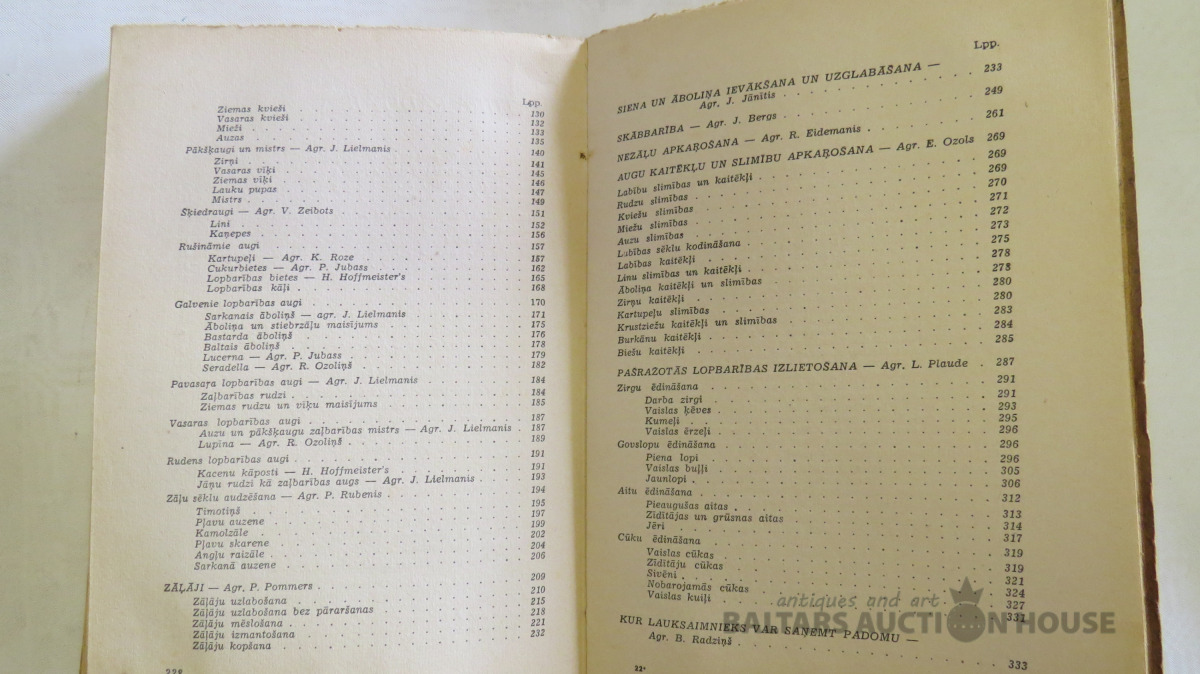 Lpp.
Ziemas kvieši . . . 130
Vasaras kvieši . . . 132
Mieži . . . 133
Auzas . . . 135
Pākšķaugi un mistrs — Agr. J. Lielmanis . . . 140
Zirņi . . . 141
Vasaras vīķi . . . 145
Ziemas vīķi . . . 146
Lauku pupas . . . 147
Mistrs . . . 149
Šķiedraugi — Agr. V. Zeibots . . . 151
Lini . . . 152
Kaņepes . . . 156
Rušināmie augi . . . 157
Kartupeļi — Agr. K. Roze . . . 157
Cukurbietes — Agr. P. Jubass . . . 162
Lopbarības bietes — H. Hoffmeister's . . . 165
Lopbarības kāļi . . . 168
Galvenie lopbarības augi . . . 170
Sarkanais āboliņš — agr. J. Lielmanis . . . 171
Āboliņa un stiebrzāļu maisījums . . . 175
Bastarda āboliņš . . . 176
Baltais āboliņš . . . 178
Lucerna — Agr. P. Jubass . . . 179
Seradella — Agr. R. Ozoliņš . . . 182
Pavasaŗa lopbarības augi — Agr. J. Lielmanis . . . 184
Zaļbarības rudzi . . . 184
Ziemas rudzu un vīķu maisījums . . . 185
Vasaras lopbarības augi . . . 187
Auzu un pākšķaugu zaļbarības mistrs — Agr. J. Lielmanis . 187
Lupīna — Agr. R. Ozoliņš . . . 189
Rudens lopbarības augi . . . 191
Kacenu kāposti — H. Hoffmeister's . . . 191
Jāņu rudzi kā zaļbarības augs — Agr. J. Lielmanis . . . 193
Zāļu sēklu audzēšana — Agr. P. Rubenis . . . 194
Timotiņš . . . 195
Pļavu auzene . . . 197
Kamolzāle . . . 199
Pļavu skarene . . . 202
Angļu raizāle . . . 204
Sarkanā auzene . . . 206
ZĀĻĀJI — Agr. P. Pommers . . . 209
Zāļāju uzlabošana . . . 210
Zāļāju uzlabošana bez pāraršanas . . . 215
Zāļāju mēslošana . . . 218
Zāļāju izmantošana . . . 221
Zāļāju kopšana . . . 232
Lpp.
SIENA UN ĀBOLIŅA IEVĀKŠANA UN UZGLABĀŠANA —
Agr. J. Jānītis . . . 233
SKĀBBARĪBA — Agr. J. Bergs . . . 249
NEZĀĻU APKAŖOŠANA — Agr. R. Eidemanis . . . 261
AUGU KAITĒKĻU UN SLIMĪBU APKAŖOŠANA — Agr. E. Ozols 269
Labību slimības un kaitēkļi . . . 269
Rudzu slimības . . . 269
Kviešu slimības . . . 270
Miežu slimības . . . 271
Auzu slimības . . . 272
Labības sēklu kodināšana . . . 273
Labības kaitēkļi . . . 275
Linu slimības un kaitēkļi . . . 278
Āboliņa kaitēkļi un slimības . . . 278
Zirņu kaitēkļi . . . 280
Kartupeļu slimības . . . 280
Krustziežu kaitēkļi un slimības . . . 283
Burkānu kaitēkļi . . . 284
Biešu kaitēkļi . . . 285
PAŠRAŽOTĀS LOPBARĪBAS IZLIETOŠANA — Agr. L. Plaude . 287
Zirgu ēdināšana . . . 291
Darba zirgi . . . 291
Vaislas ķēves . . . 293
Kumeļi . . . 295
Vaislas ērzeļi . . . 296
Govslopu ēdināšana . . . 296
Piena lopi . . . 296
Vaislas buļļi . . . 305
Jaunlopi . . . 306
Aitu ēdināšana . . . 312
Pieaugušas aitas . . . 313
Zīdītājas un grūsnas aitas . . . 314
Jēri . . . 317
Cūku ēdināšana . . . 319
Vaislas cūkas . . . 319
Zīdītāju cūkas . . . 321
Sivēni . . . 324
Nobarojamās cūkas . . . 327
Vaislas kuiļi . . . 331
KUR LAUKSAIMNIEKS VAR SAŅEMT PADOMU —
Agr. B. Radziņš . . . 333
22*
antiques and art
BALTARS AUCTION HOUSE